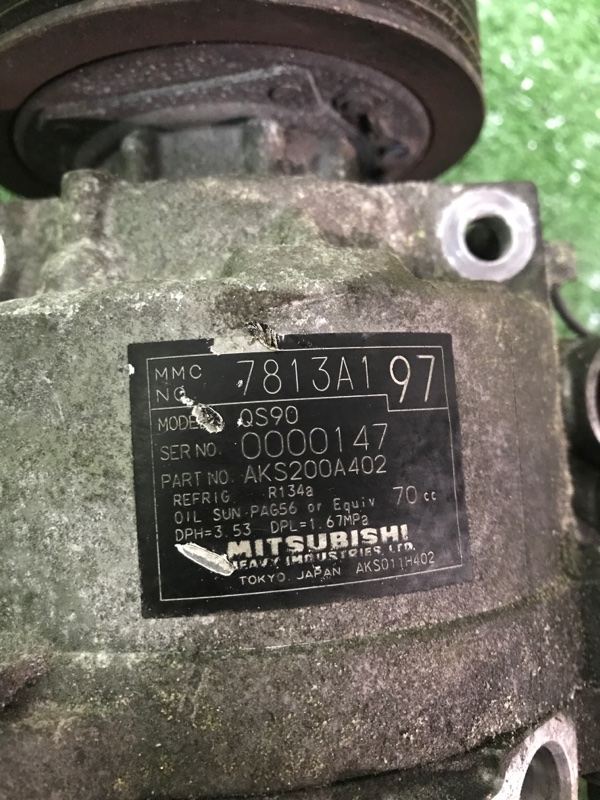 MMC 7813A197
NO.
MODEL QS90
SER NO. 0000147
PART NO. AKS200A402
REFRIG. R134a
OIL SUN-PAG56 or Equiv 70 cc
DPH=3.53 DPL=1.67MPa
MITSUBISHI
HEAVY INDUSTRIES, LTD.
TOKYO, JAPAN AKS011H402